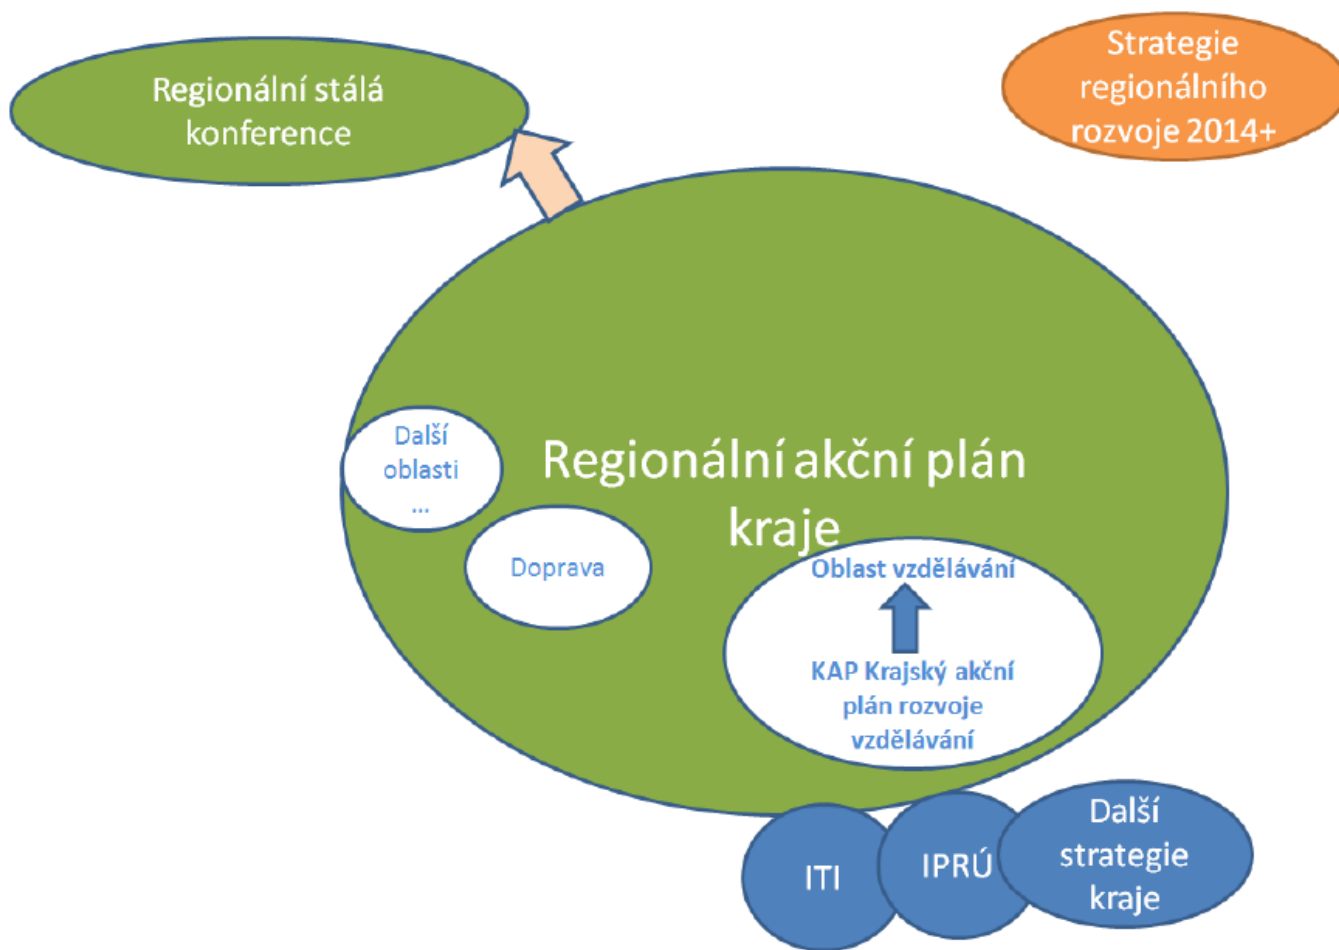 Regionální stálá
konference
Strategie
regionálního
rozvoje 2014+
Další
oblasti
...
Regionální akční plán
kraje
Doprava
Oblast vzdělávání
KAP Krajský akční
plán rozvoje
vzdělávání
ITI
IPRÚ
Další
strategie
kraje